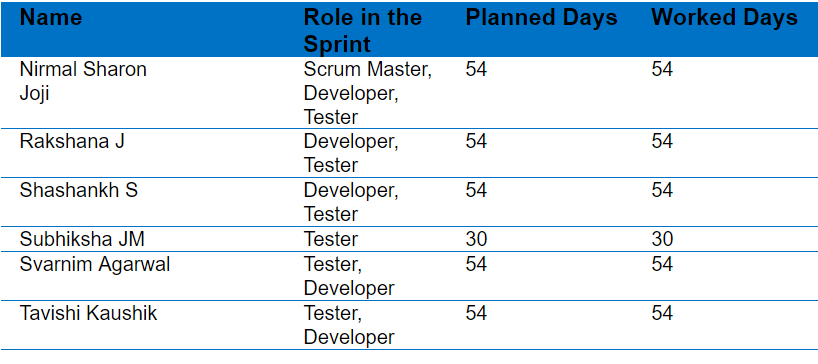 Name Role in the Planned Days Worked Days
Sprint
Nirmal Sharon Scrum Master, 54 54
Joji Developer,
Tester
Rakshana J Developer, 54 54
Tester
Shashankh S Developer, 54 54
Tester
Subhiksha JM Tester 30 30
Svarnim Agarwal Tester, 54 54
Developer
Tavishi Kaushik Tester, 54 54
Developer